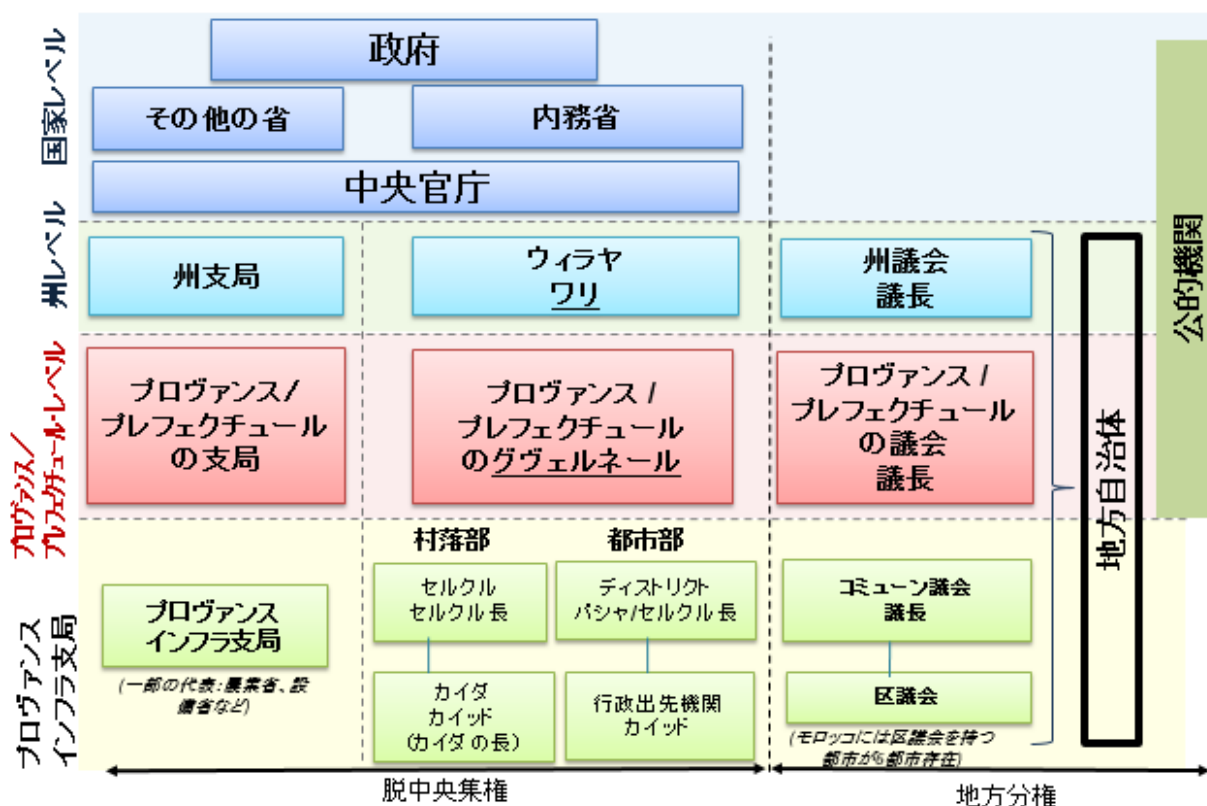 国家レベル
政府
その他の省
内務省
中央官庁
州レベル
州支局
ウィラヤ
ワリ
州議会
議長
公的機関
プロヴァンス／
プレフェクチュール・レベル
プロヴァンス/
プレフェクチュール
の支局
プロヴァンス /
プレフェクチュール
のグヴェルネール
プロヴァンス /
プレフェクチュール
の議会
議長
地方自治体
プロヴァンス
インフラ支局
村落部
都市部
プロヴァンス
インフラ支局
(一部の代表：農業省、設
備省など)
セルクル
セルクル長
ディストリクト
パシャ/セルクル長
コミューン議会
議長
カイダ
カイッド
(カイダの長)
行政出先機関
カイッド
区議会
(モロッコには区議会を持つ
都市が6都市存在)
脱中央集権
地方分権